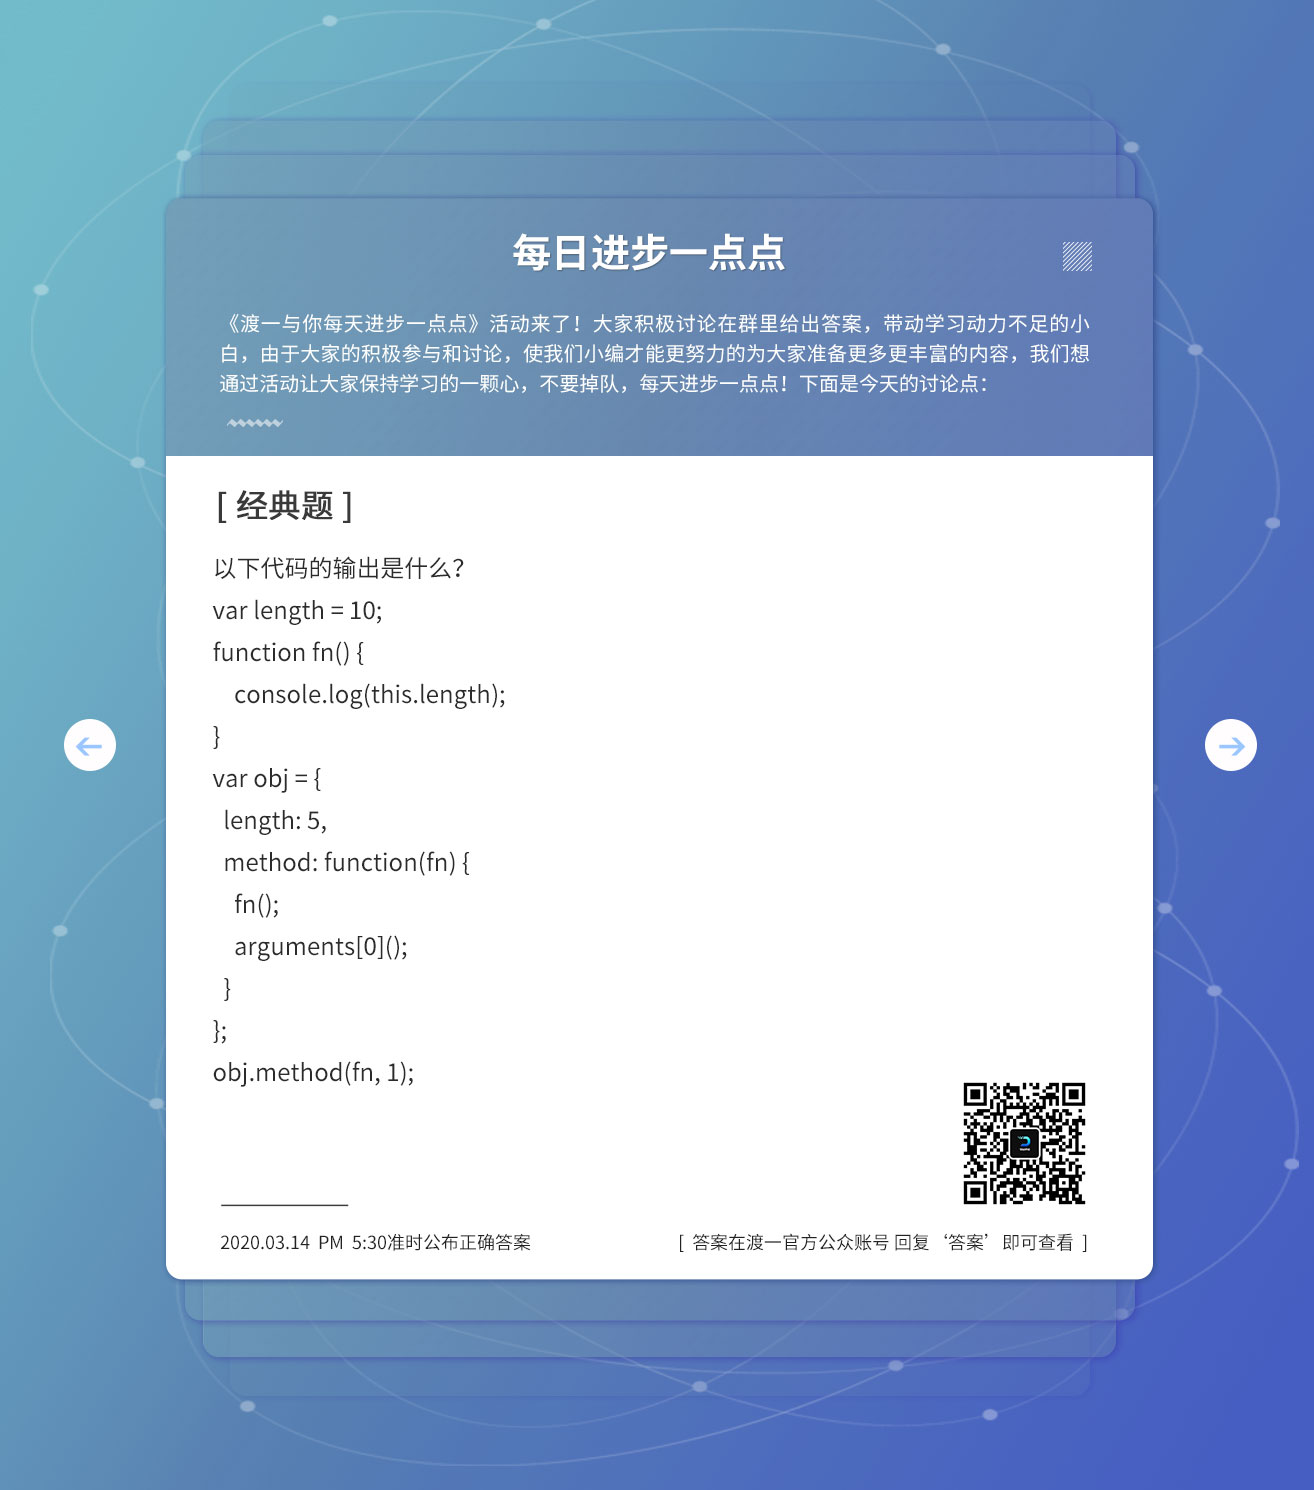 每日进步一点点
《渡一与你每天进步一点点》活动来了！大家积极讨论在群里给出答案，带动学习动力不足的小
白，由于大家的积极参与和讨论，使我们小编才能更努力的为大家准备更多更丰富的内容，我们想
通过活动让大家保持学习的一颗心，不要掉队，每天进步一点点！下面是今天的讨论点：
[ 经典题 ]
以下代码的输出是什么？
var length = 10;
function fn() {
    console.log(this.length);
}
var obj = {
  length: 5,
  method: function(fn) {
    fn();
    arguments[0]();
  }
};
obj.method(fn, 1);
2020.03.14 PM 5:30准时公布正确答案
[ 答案在渡一官方公众账号 回复 ‘答案’ 即可查看 ]